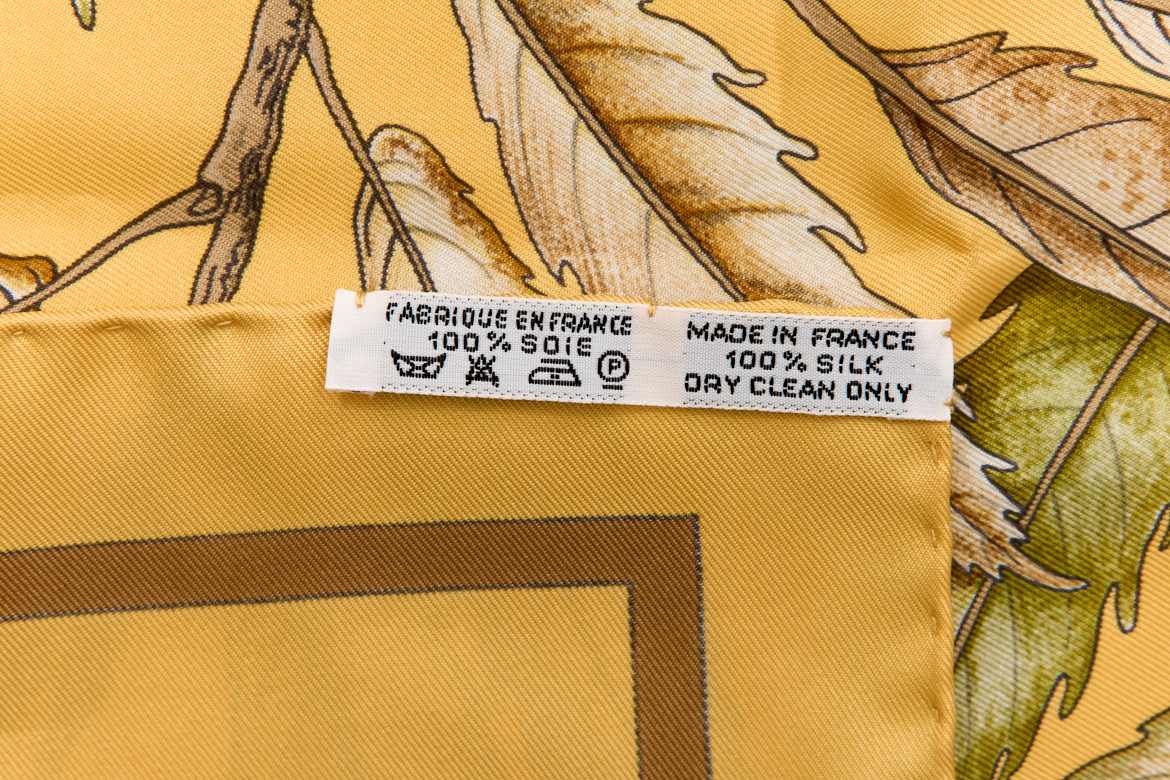 FABRIQUE EN FRANCE
100% SOIE
P
MADE IN FRANCE
100% SILK
DRY CLEAN ONLY